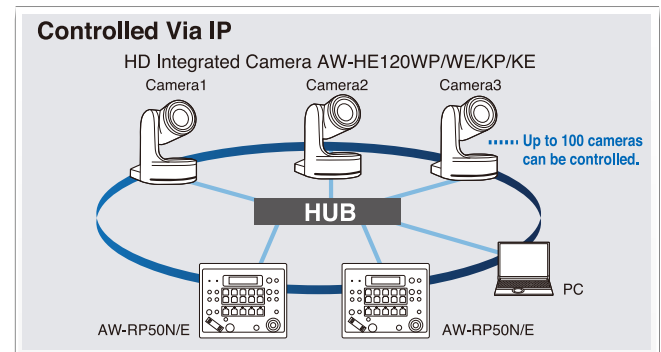 Controlled Via IP
HD Integrated Camera AW-HE120WP/WE/KP/KE
Camera1 Camera2 Camera3
Up to 100 cameras
can be controlled.
HUB
PC
AW-RP50N/E AW-RP50N/E